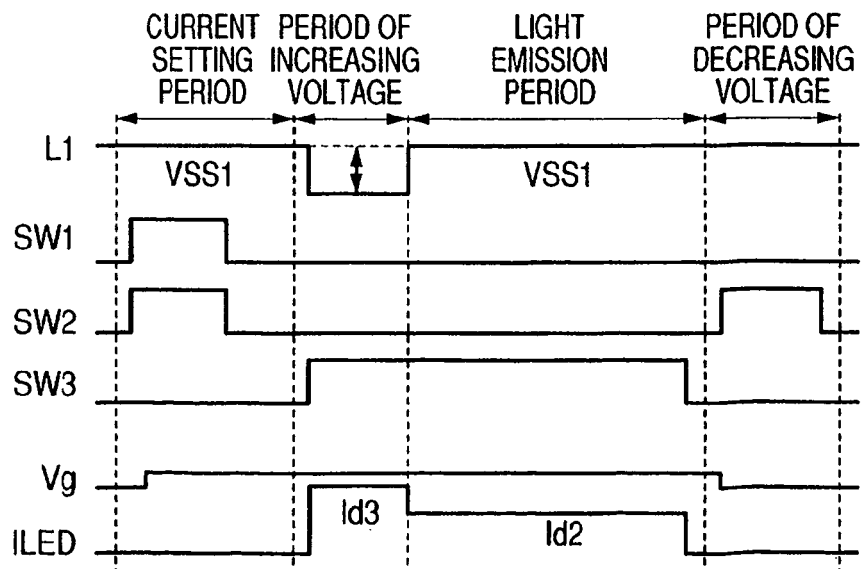 CURRENT
SETTING
PERIOD
PERIOD OF
INCREASING
VOLTAGE
LIGHT
EMISSION
PERIOD
PERIOD OF
DECREASING
VOLTAGE
L1
VSS1
VSS1
SW1
SW2
SW3
Vg
Id3
Id2
ILED